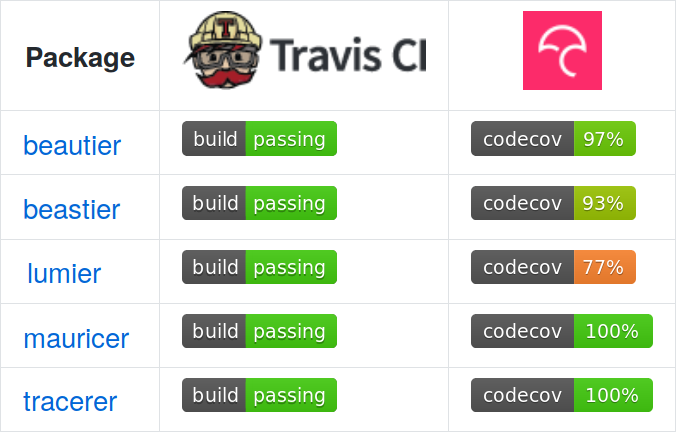 Package T Travis CI
beautier build passing codecov 97%
beastier build passing codecov 93%
lumier build passing codecov 77%
mauricer build passing codecov 100%
tracerer build passing codecov 100%